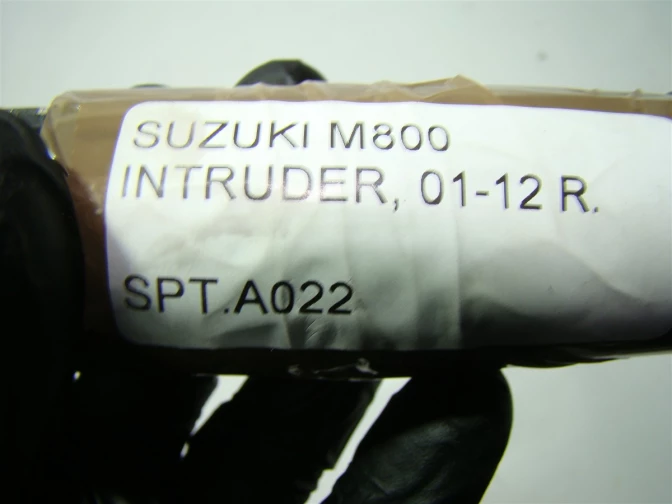 SUZUKI M800
INTRUDER, 01-12 R.
SPT.A022